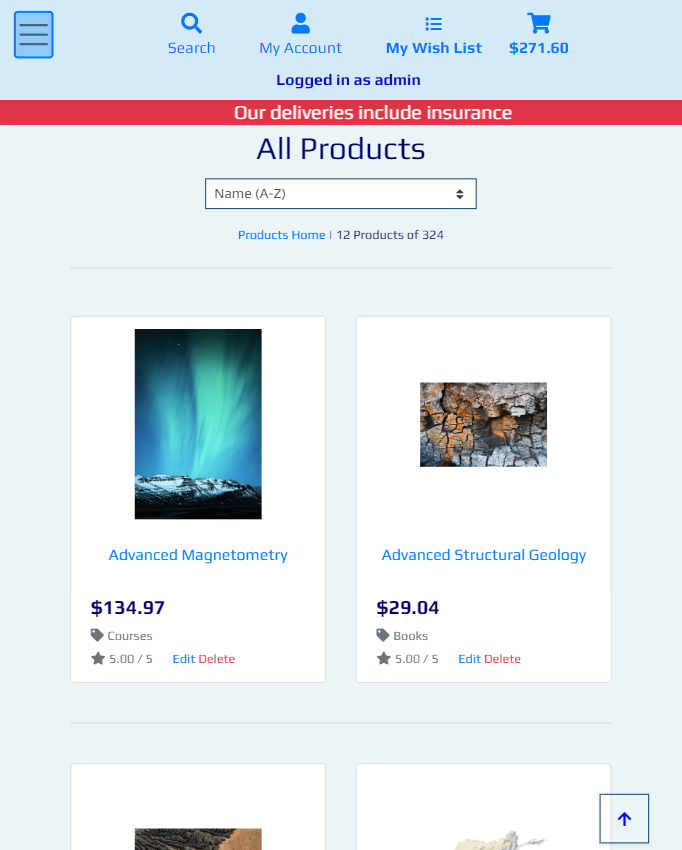 Search
My Account
My Wish List
$271.60
Logged in as admin
Our deliveries include insurance
All Products
Name (A-Z)
Products Home | 12 Products of 324
Advanced Magnetometry
$134.97
Courses
5.00 / 5 Edit Delete
Advanced Structural Geology
$29.04
Books
5.00 / 5 Edit Delete